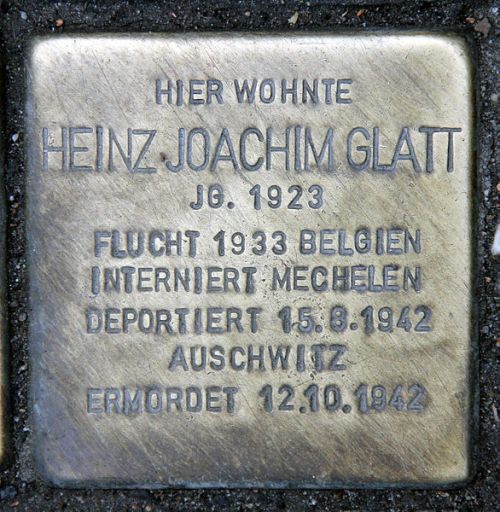 HIER WOHNTE
HEINZ JOACHIM GLATT
JG. 1923
FLUCHT 1933 BELGIEN
INTERNIERT MECHELEN
DEPORTIERT 15.8.1942
AUSCHWITZ
ERMORDET 12.10.1942